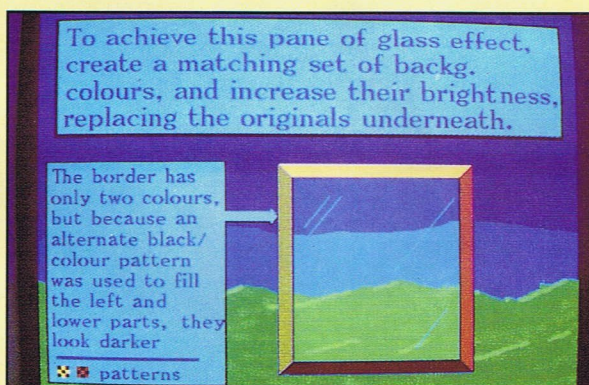 To achieve this pane of glass effect,
create a matching set of backg.
colours, and increase their brightness,
replacing the originals underneath.
The border has
only two colours,
but because an
alternate black/
colour pattern
was used to fill
the left and
lower parts, they
look darker
patterns